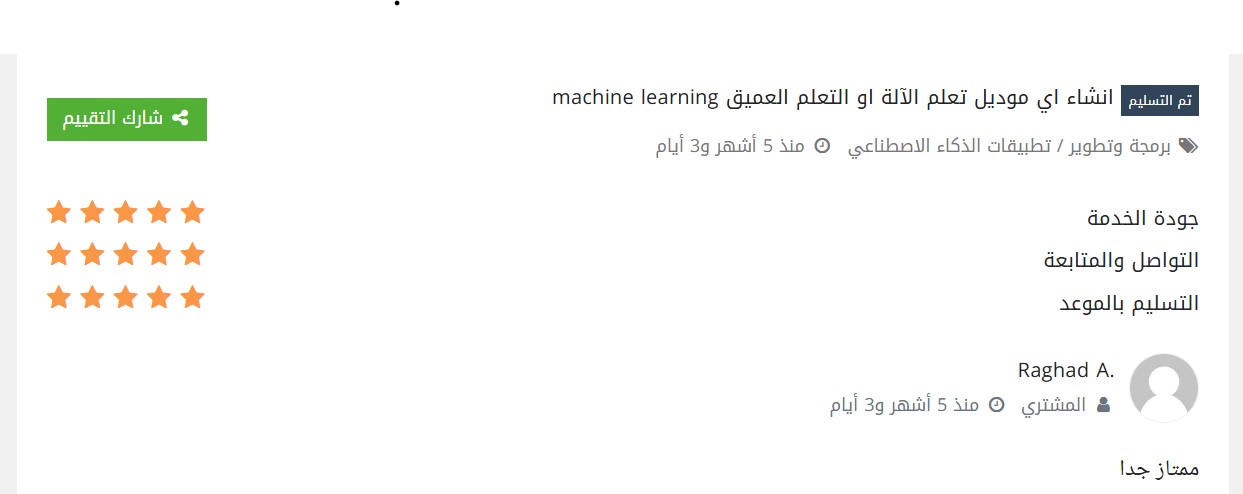 تم التسليم انشاء اي موديل تعلم الآلة او التعلم العميق machine learning
شارك التقييم
برمجة وتطوير / تطبيقات الذكاء الاصطناعي منذ 5 أشهر و3 أيام
جودة الخدمة
التواصل والمتابعة
التسليم بالموعد
Raghad A.
المشتري منذ 5 أشهر و3 أيام
ممتاز جدا